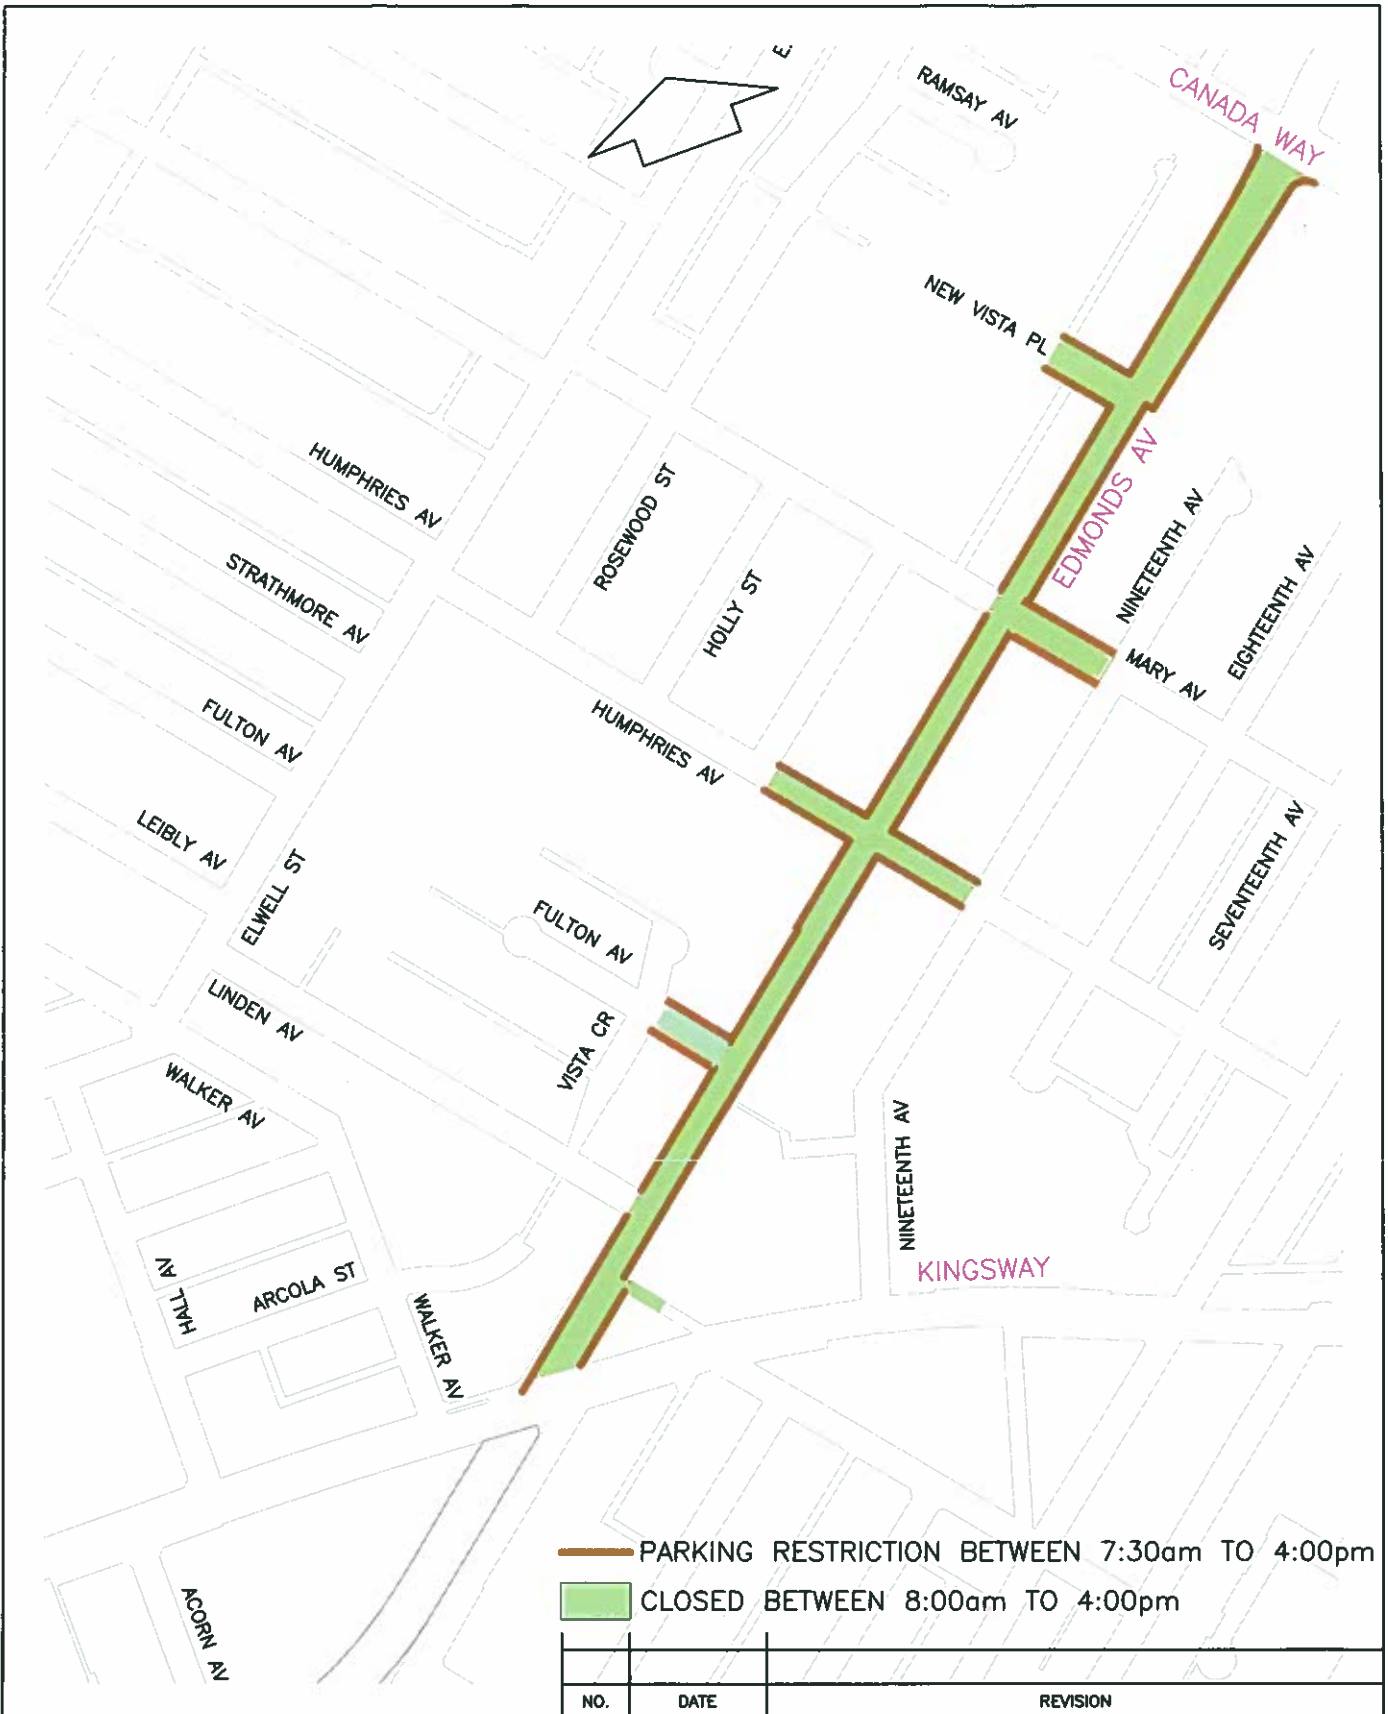 E.
RAMSAY AV
CANADA WAY
NEW VISTA PL
HUMPHRIES AV
ROSEWOOD ST
EDMONDS AV
NINETEENTH AV
STRATHMORE AV
HOLLY ST
EIGHTEENTH AV
MARY AV
FULTON AV
HUMPHRIES AV
LEIBLY AV
ELWELL ST
SEVENTEENTH AV
FULTON AV
LINDEN AV
VISTA CR
WALKER AV
NINETEENTH AV
HALL AV
ARCOLA ST
KINGSWAY
WALKER AV
PARKING RESTRICTION BETWEEN 7:30am TO 4:00pm
CLOSED BETWEEN 8:00am TO 4:00pm
ACORN AV
NO. DATE REVISION